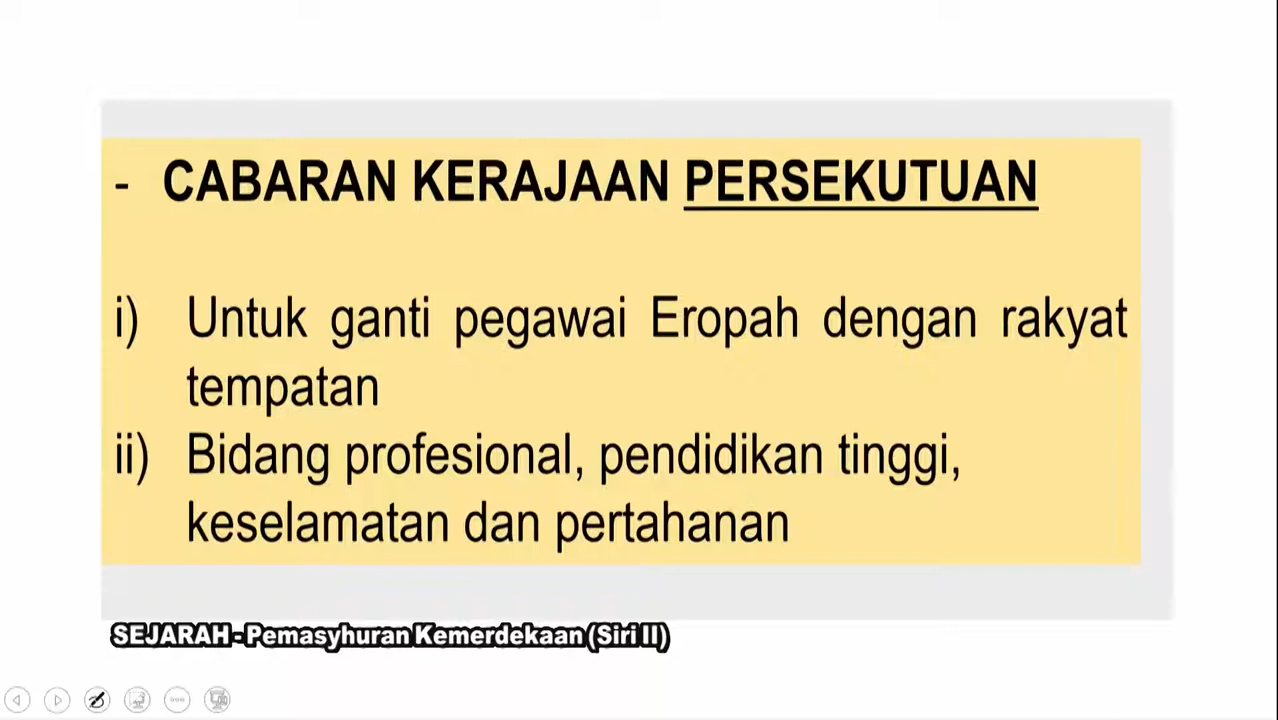 - CABARAN KERAJAAN PERSEKUTUAN
i) Untuk ganti pegawai Eropah dengan rakyat
tempatan
ii) Bidang profesional, pendidikan tinggi,
keselamatan dan pertahanan
SEJARAH - Pemasyhuran Kemerdekaan (Siri II)